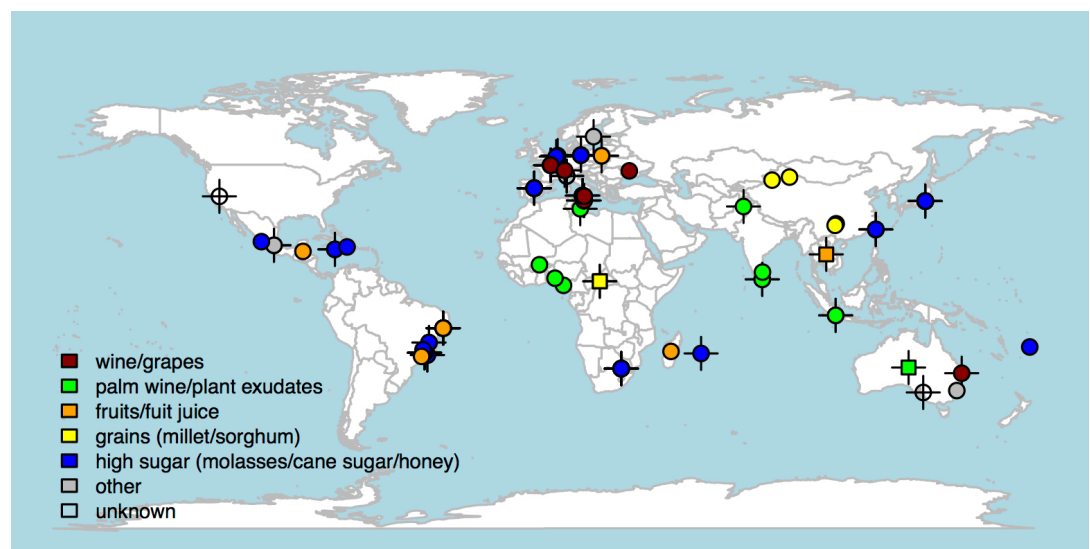 wine/grapes
palm wine/plant exudates
fruits/fuit juice
grains (millet/sorghum)
high sugar (molasses/cane sugar/honey)
other
unknown